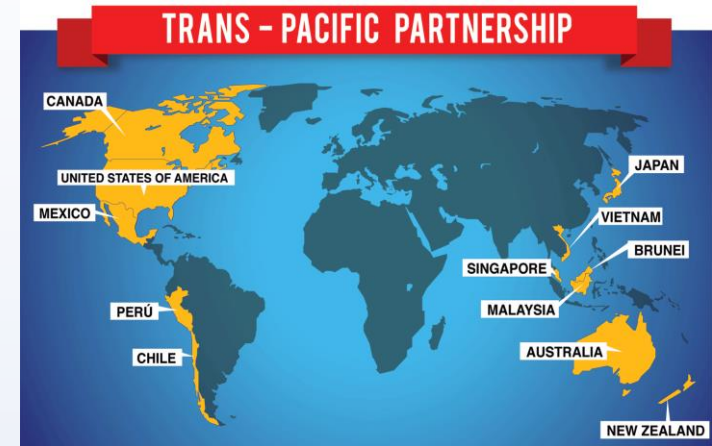 TRANS - PACIFIC PARTNERSHIP
CANADA
UNITED STATES OF AMERICA
MEXICO
PERÚ
CHILE
JAPAN
VIETNAM
BRUNEI
SINGAPORE
MALAYSIA
AUSTRALIA
NEW ZEALAND